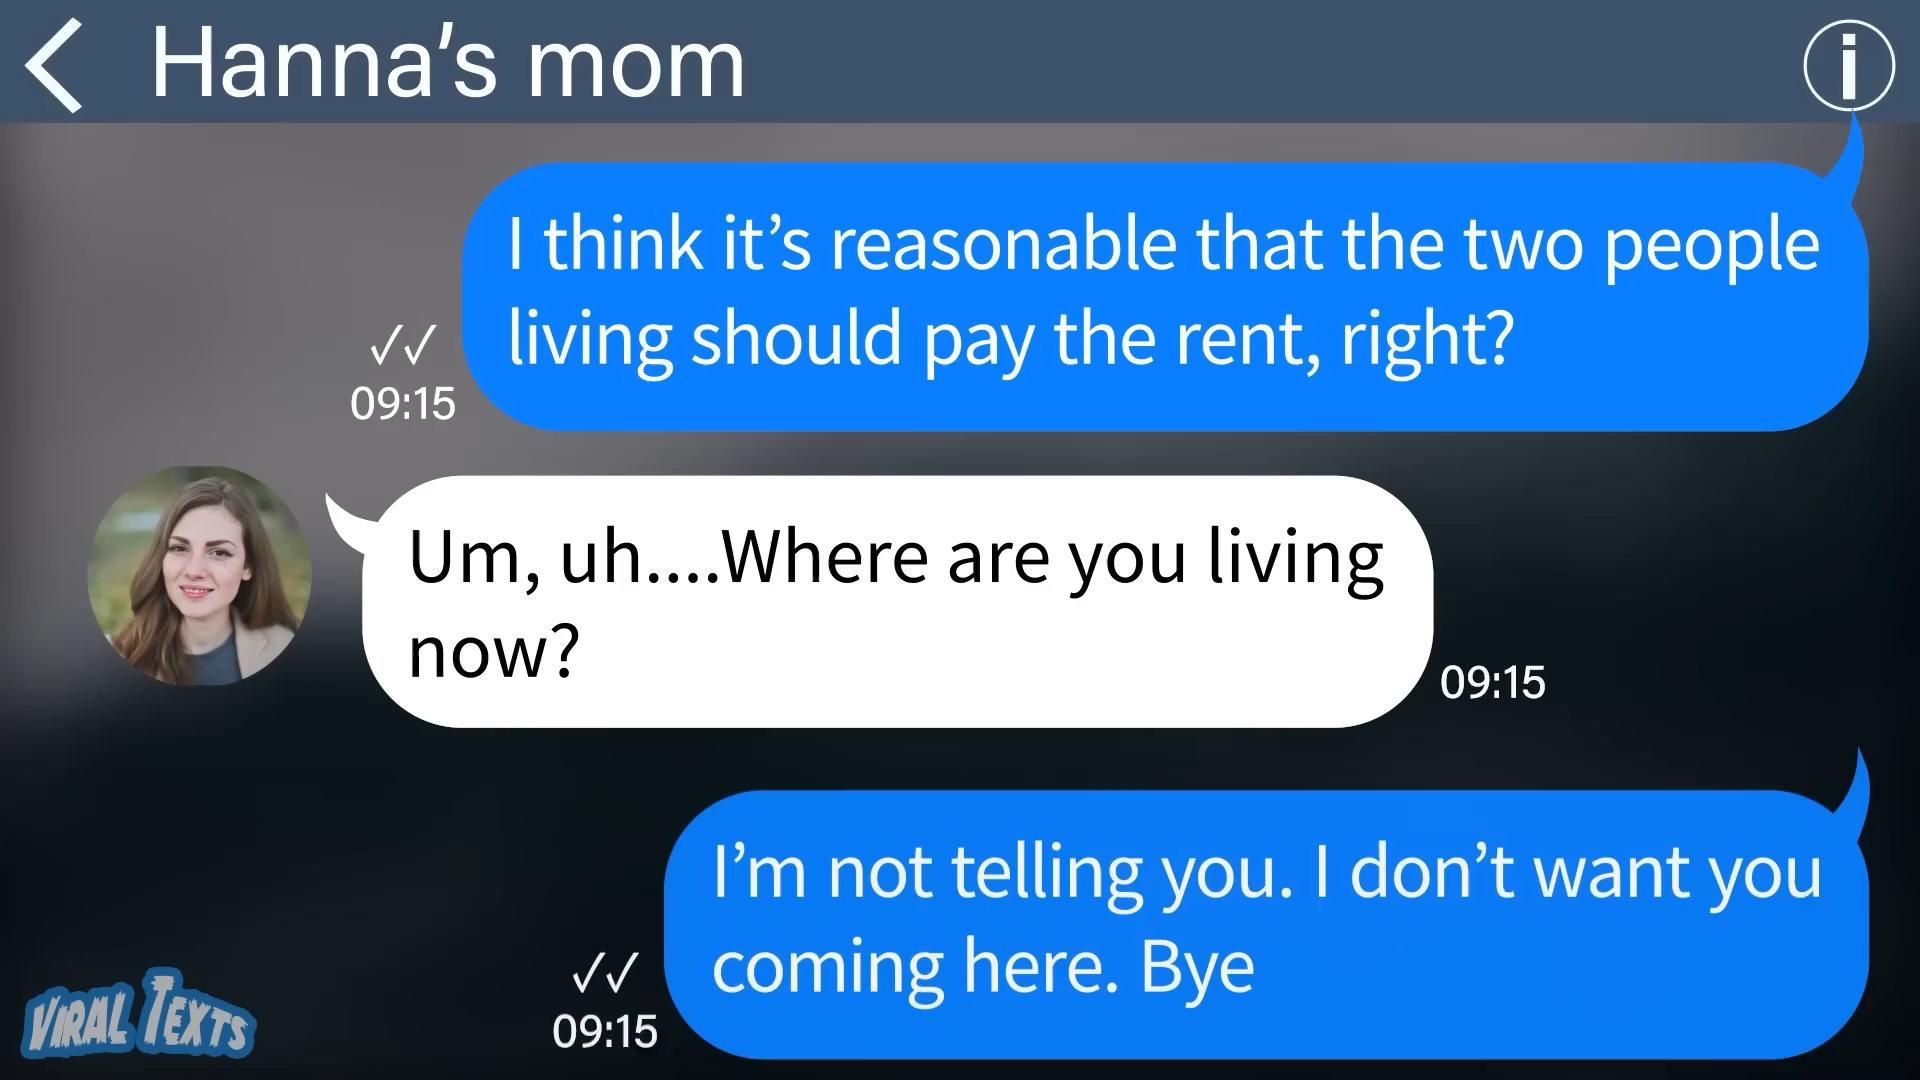 Hanna’s mom
I think it’s reasonable that the two people
living should pay the rent, right?
09:15
Um, uh....Where are you living
now?
09:15
I’m not telling you. I don’t want you
coming here. Bye
09:15
VIRAL TEXTS